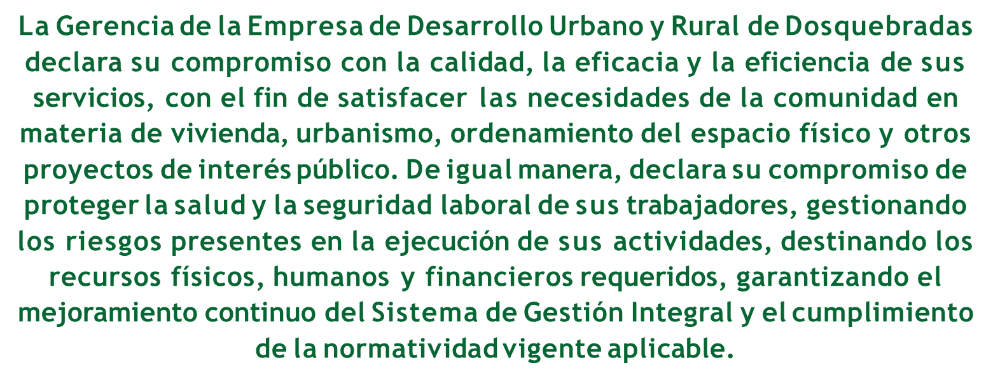 La Gerencia de la Empresa de Desarrollo Urbano y Rural de Dosquebradas
declara su compromiso con la calidad, la eficacia y la eficiencia de sus
servicios, con el fin de satisfacer las necesidades de la comunidad en
materia de vivienda, urbanismo, ordenamiento del espacio físico y otros
proyectos de interés público. De igual manera, declara su compromiso de
proteger la salud y la seguridad laboral de sus trabajadores, gestionando
los riesgos presentes en la ejecución de sus actividades, destinando los
recursos físicos, humanos y financieros requeridos, garantizando el
mejoramiento continuo del Sistema de Gestión Integral y el cumplimiento
de la normatividad vigente aplicable.